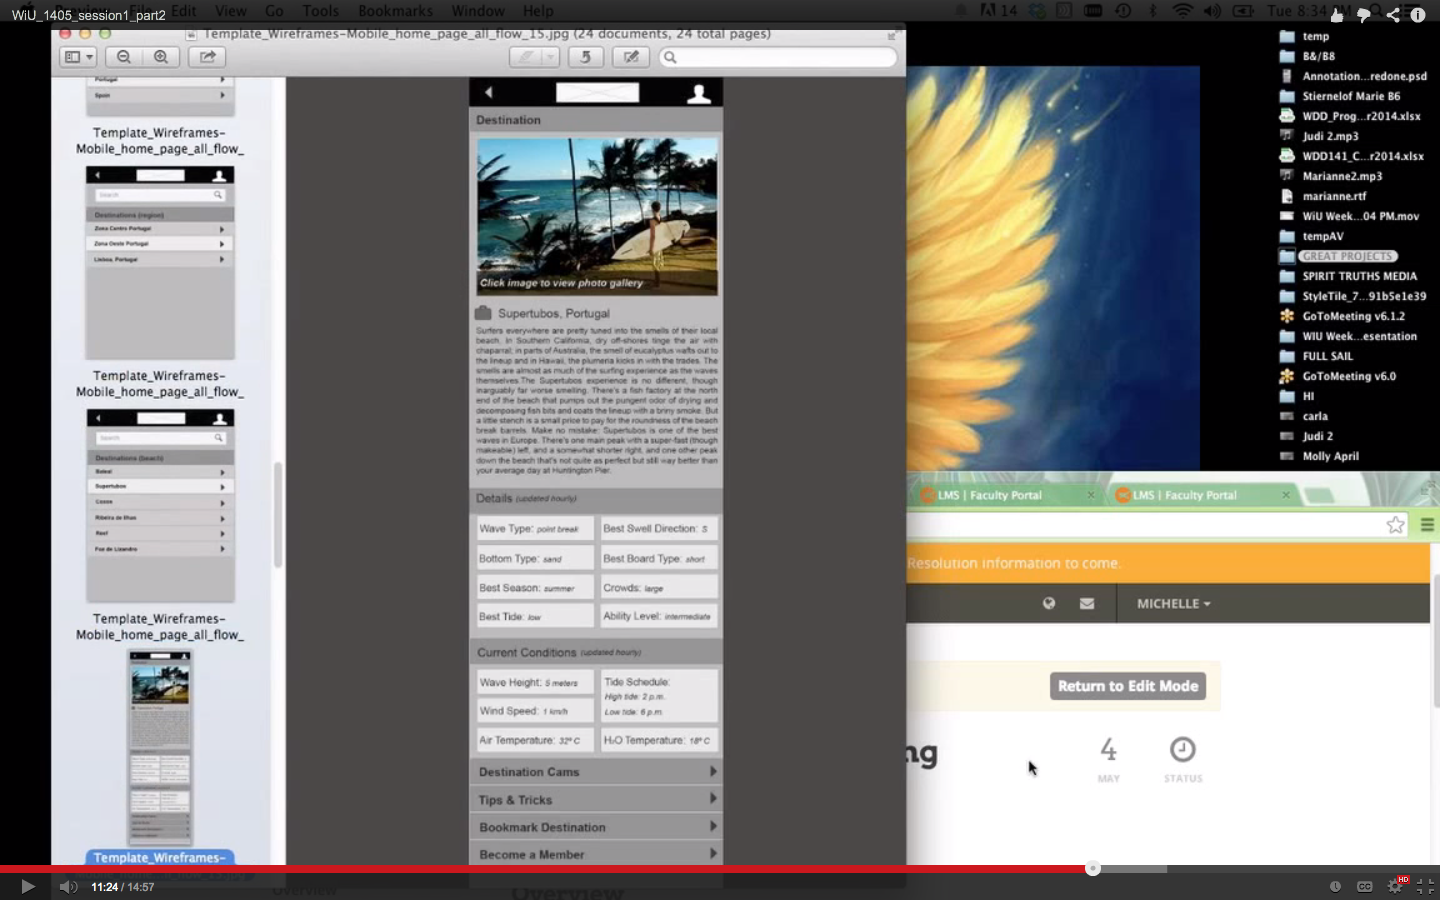 WiU_1405_session1_part2
Edit View Go Tools Bookmarks Window Help
14
Tue 8:34
Template_Wireframes-Mobile_home_page_all_flow_15.jpg (24 documents, 24 total pages)
Portugal
Spain
Template_Wireframes-
Mobile_home_page_all_flow_
Search
Destinations (region)
Zona Centro Portugal
Zona Oeste Portugal
Lisboa, Portugal
Template_Wireframes-
Mobile_home_page_all_flow_
Search
Destinations (beach)
Baleal
Supertubos
Coxos
Ribeira de Ilhas
Reef
Foz de Lizandro
Template_Wireframes-
Mobile_home_page_all_flow_
Template_Wireframes-
Destination
Click image to view photo gallery
Supertubos, Portugal
Surfers everywhere are pretty tuned into the smells of their local
beach. In Southern California, dry off-shores tinge the air with
chaparral; in parts of Australia, the smell of eucalyptus wafts out to
the lineup and in Hawaii, the plumeria kicks in with the trades. The
smells are almost as much of the surfing experience as the waves
themselves.The Supertubos experience is no different, though
inarguably far worse smelling. There's a fish factory at the north
end of the beach that pumps out the pungent odor of drying and
decomposing fish bits and coats the lineup with a briny smoke. But
a little stench is a small price to pay for the roundness of the beach
break barrels. Make no mistake: Supertubos is one of the best
waves in Europe. There's one main peak with a super-fast (though
makeable) left, and a somewhat shorter right, and one other peak
down the beach that's not quite as perfect but still way better than
your average day at Huntington Pier.
Details (updated hourly)
Wave Type: point break
Best Swell Direction: S
Bottom Type: sand
Best Board Type: short
Best Season: summer
Crowds: large
Best Tide: low
Ability Level: intermediate
Current Conditions (updated hourly)
Wave Height: 5 meters
Tide Schedule:
High tide: 2 p.m.
Low tide: 6 p.m.
Wind Speed: 1 km/h
Air Temperature: 32º C
H₂O Temperature: 18º C
Destination Cams
Tips & Tricks
Bookmark Destination
Become a Member
temp
B&/B8
Annotation...redone.psd
Stiernelof Marie B6
WDD_Prog...r2014.xlsx
Judi 2.mp3
WDD141_C...r2014.xlsx
Marianne2.mp3
marianne.rtf
WiU Week...04 PM.mov
tempAV
GREAT PROJECTS
SPIRIT TRUTHS MEDIA
StyleTile_7...91b5e1e39
GoToMeeting v6.1.2
WIU Week...esentation
FULL SAIL
GoToMeeting v6.0
HI
carla
Judi 2
Molly April
LMS | Faculty Portal
LMS | Faculty Portal
Resolution information to come.
MICHELLE
Return to Edit Mode
ng
4
MAY
STATUS
Overview
Overview
11:24 / 14:57
CC
HD